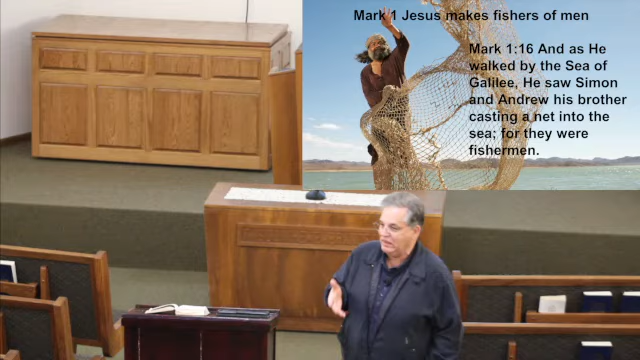 Mark 1 Jesus makes fishers of men
Mark 1:16 And as He
walked by the Sea of
Galilee, He saw Simon
and Andrew his brother
casting a net into the
sea; for they were
fishermen.